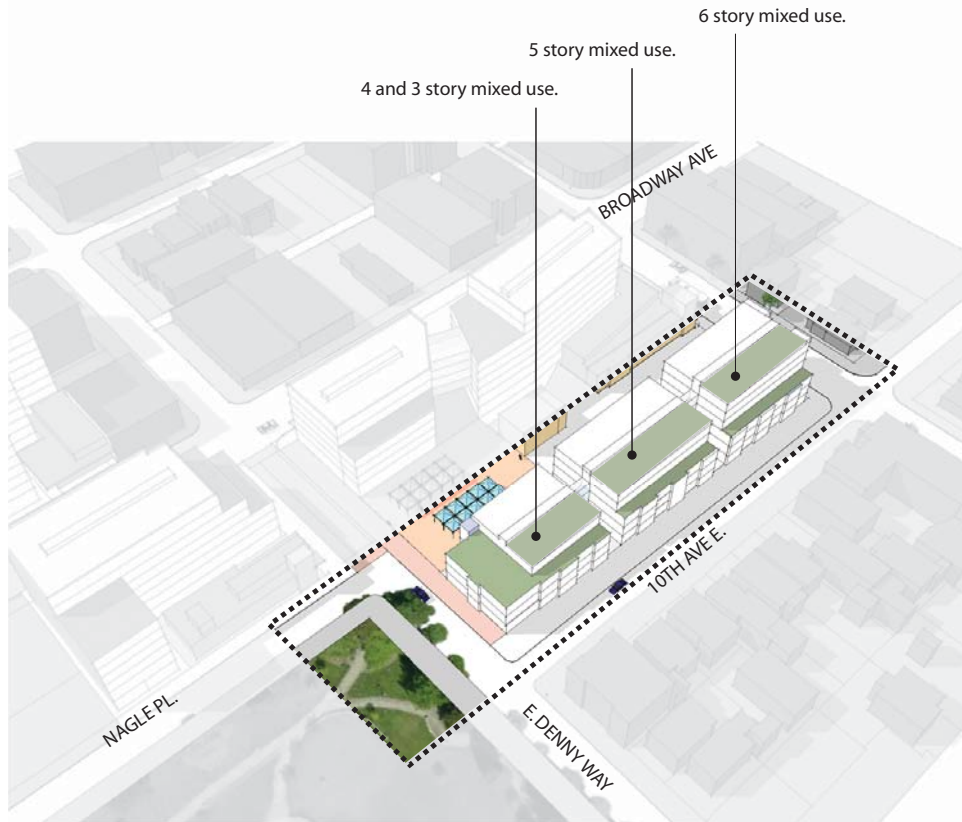 6 story mixed use.
5 story mixed use.
4 and 3 story mixed use.
BROADWAY AVE
10TH AVE E.
NAGLE PL.
E. DENNY WAY